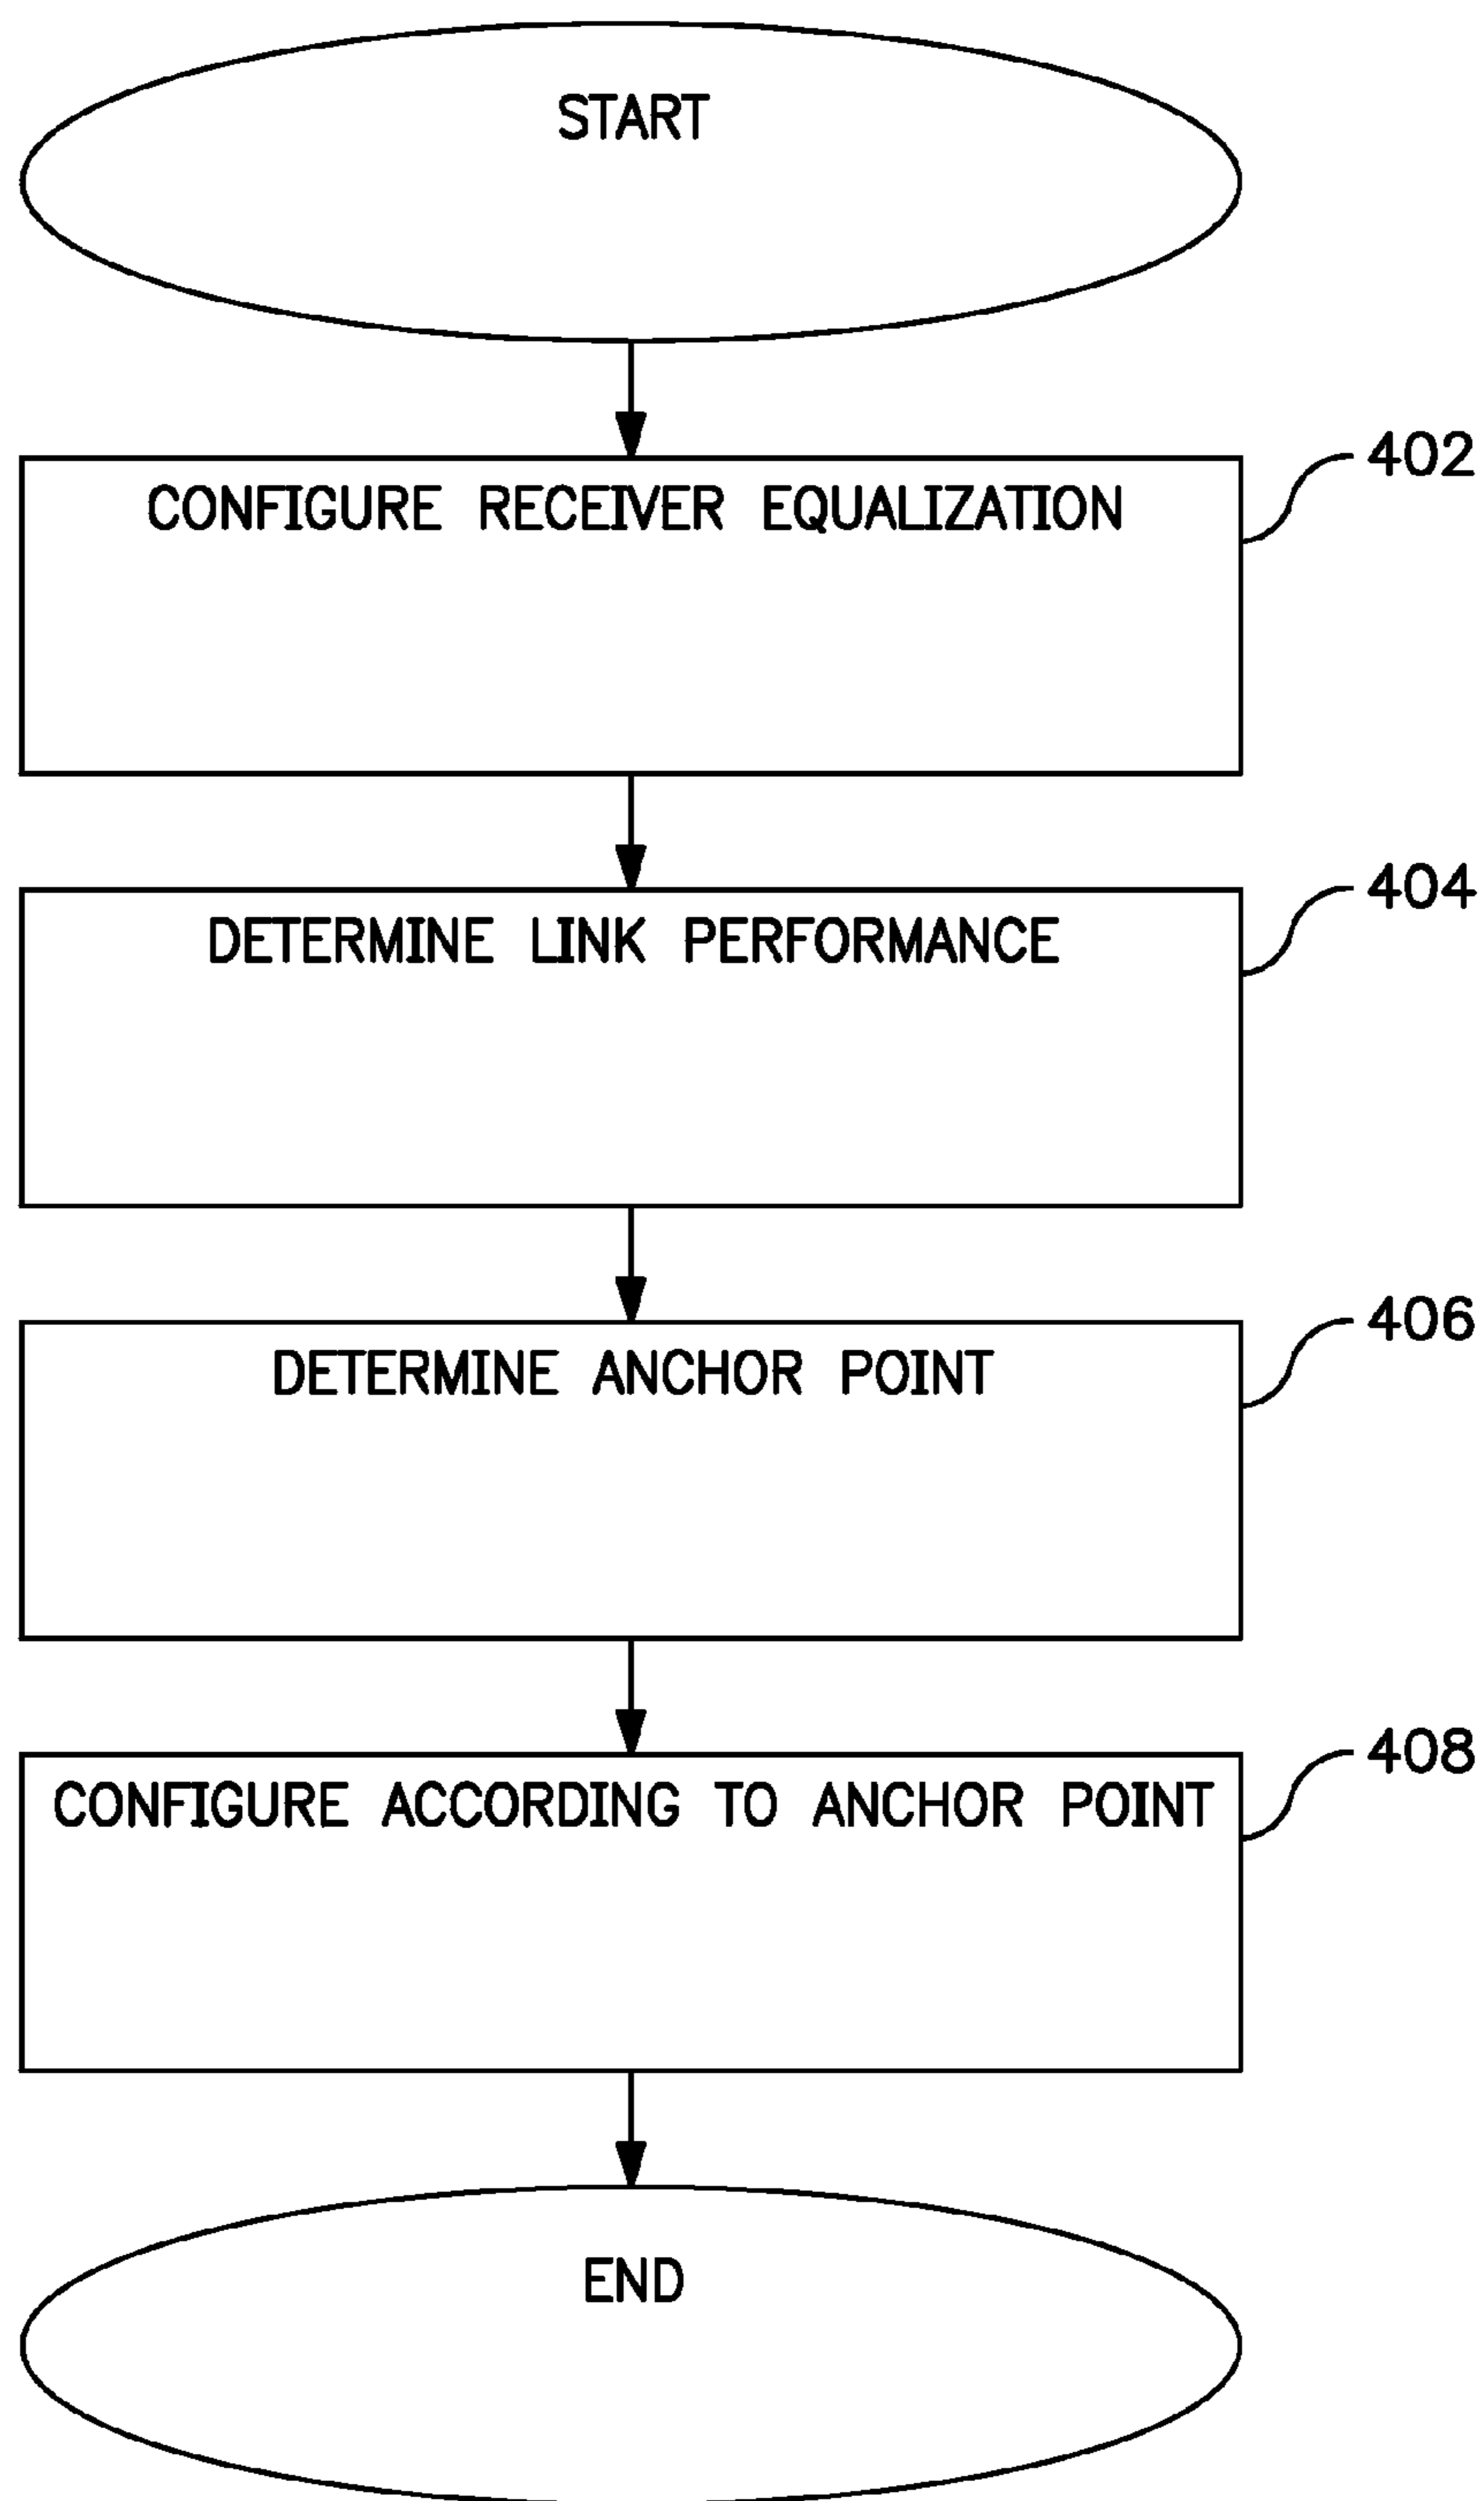 START
402
CONFIGURE RECEIVER EQUALIZATION
404
DETERMINE LINK PERFORMANCE
406
DETERMINE ANCHOR POINT
408
CONFIGURE ACCORDING TO ANCHOR POINT
END